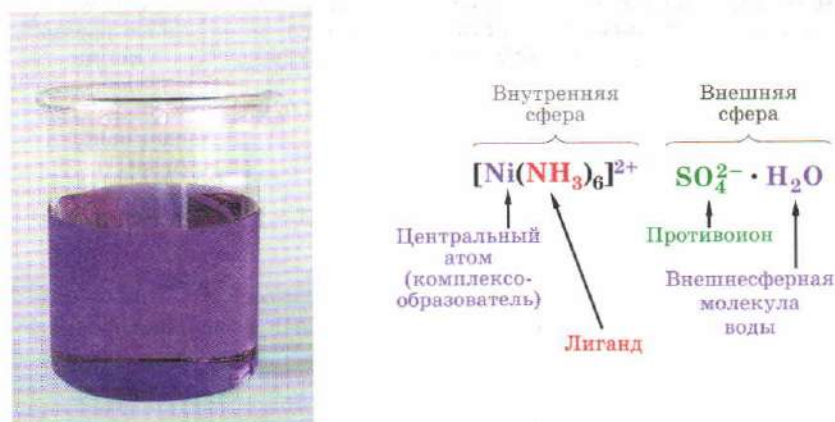 Внутренняя
сфера
Внешняя
сфера
[Ni(NH₃)₆]²⁺ SO₄²⁻ · H₂O
Центральный
атом
(комплексо-
образователь)
Лиганд
Противоион
Внешнесферная
молекула
воды